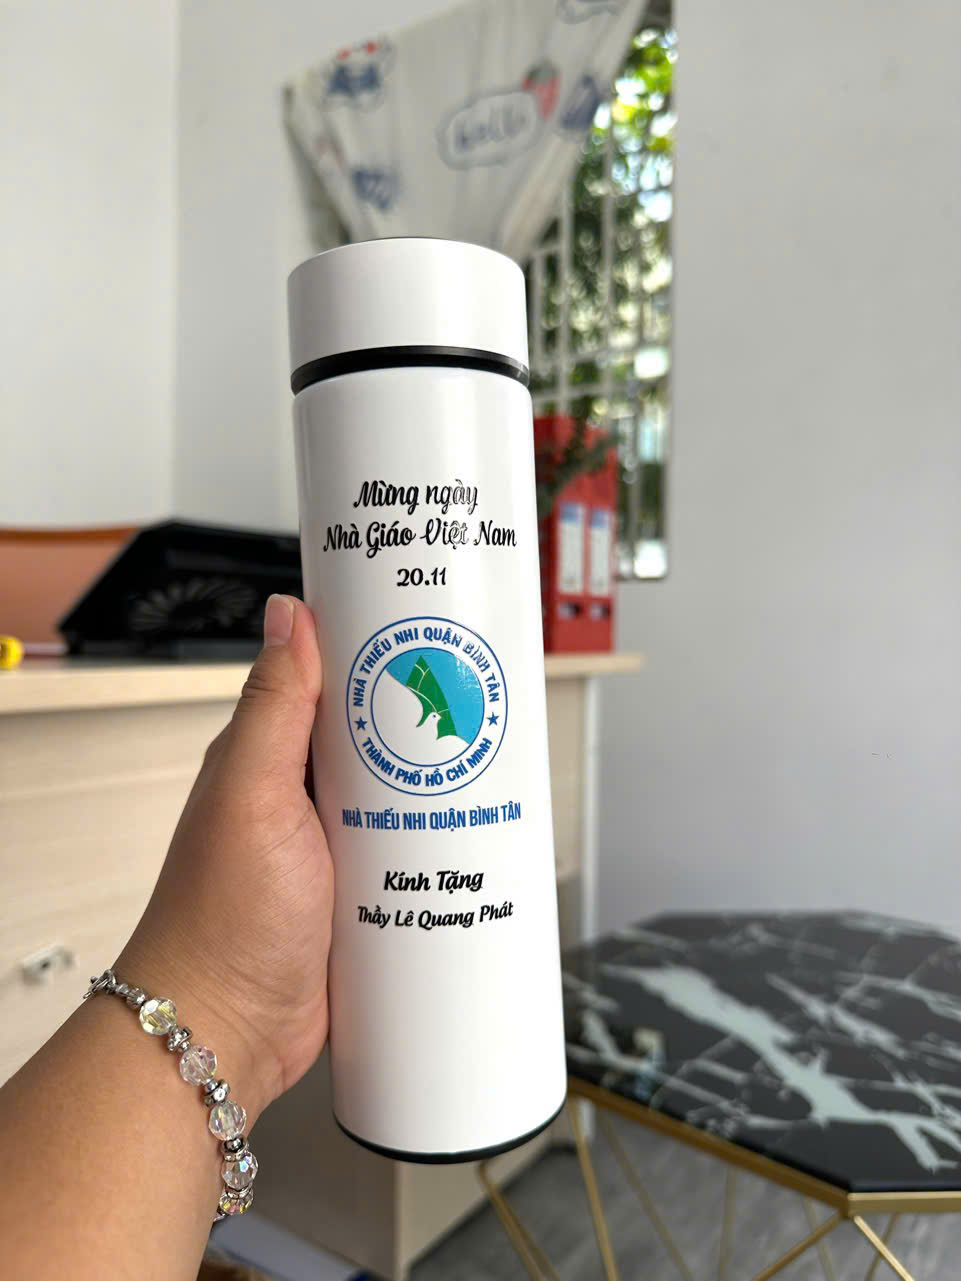 Hello
Mừng ngày
Nhà Giáo Việt Nam
20.11
NHÀ THIẾU NHI QUẬN BÌNH TÂN
THÀNH PHỐ HỒ CHÍ MINH
NHÀ THIẾU NHI QUẬN BÌNH TÂN
Kính Tặng
Thầy Lê Quang Phát